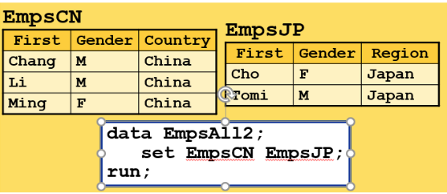 EmpsCN
First Gender Country
Chang M China
Li M China
Ming F China
EmpsJP
First Gender Region
Cho F Japan
Tomi M Japan
data EmpsAll2;
set EmpsCN EmpsJP;
run;